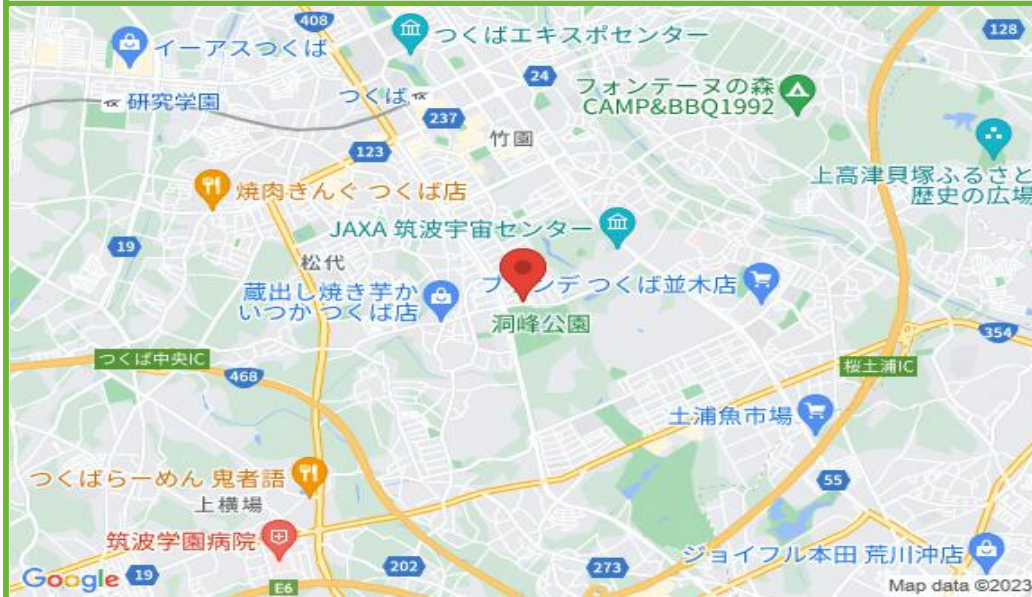 408
つくばエキスポセンター
128
イーアスつくば
24
フォンテーヌの森
CAMP&BBQ1992
研究学園
つくば
237
竹園
123
上高津貝塚ふるさと
歴史の広場
焼肉きんぐ つくば店
JAXA 筑波宇宙センター
19
松代
蔵出し焼き芋か
いつか つくば店
ブ ンデ つくば並木店
洞峰公園
354
つくば中央IC
桜土浦IC
468
土浦魚市場
つくばらーめん 鬼者語
55
上横場
筑波学園病院
ジョイフル本田 荒川沖店
Google
19
202
273
E6
Map data ©2023